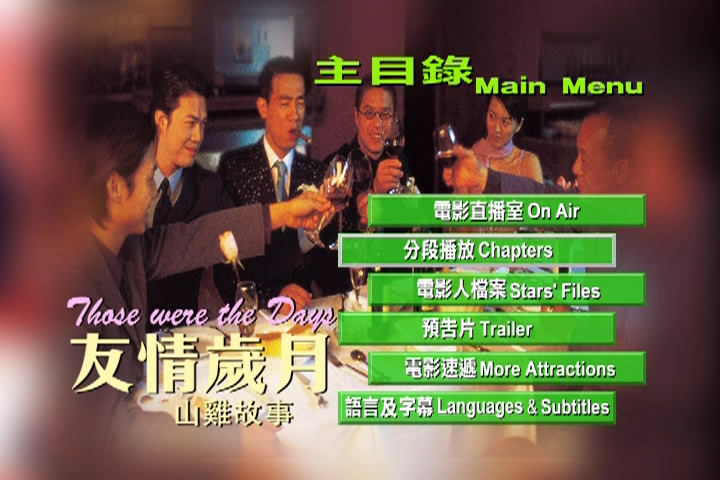 主目錄 Main Menu
電影直播室 On Air
分段播放 Chapters
電影人檔案 Stars' Files
預告片 Trailer
電影速遞 More Attractions
語言及字幕 Languages & Subtitles
Those were the Days
友情歲月
山雞故事